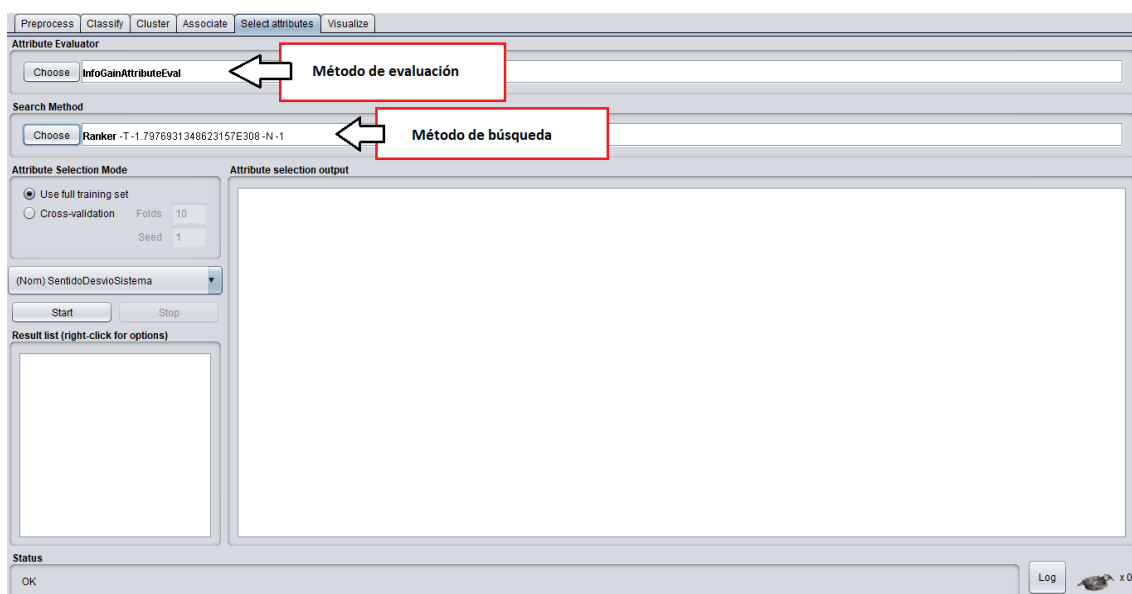 Preprocess Classify Cluster Associate Select attributes Visualize
Attribute Evaluator
Choose InfoGainAttributeEval
Método de evaluación
Search Method
Choose Ranker -T -1.7976931348623157E308 -N -1
Método de búsqueda
Attribute Selection Mode
Use full training set
Cross-validation Folds 10
Seed 1
(Nom) SentidoDesvioSistema
Start Stop
Result list (right-click for options)
Attribute selection output
Status
OK
Log x 0